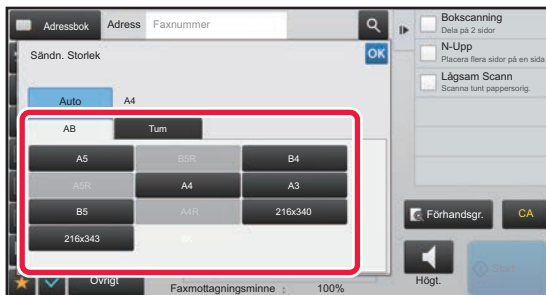 Adressbok
Adress
Faxnummer
Sändn. Storlek
OK
Auto
A4
AB
Tum
A5
B5R
B4
A5R
A4
A3
B5
A4R
216x340
216x343
8K
Övrigt
Faxmottagningsminne :
100%
Bokscanning
Dela på 2 sidor
N-Upp
Placera flera sidor på en sida
Lågsam Scann
Scanna tunt pappersorig.
Förhandsgr.
CA
Högt.
Start